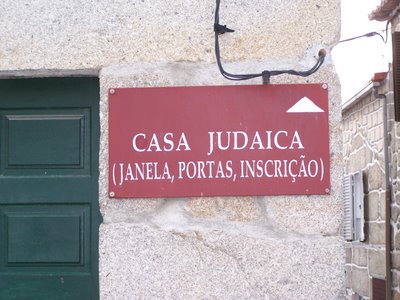 CASA JUDAICA
(JANELA, PORTAS, INSCRIÇÃO)